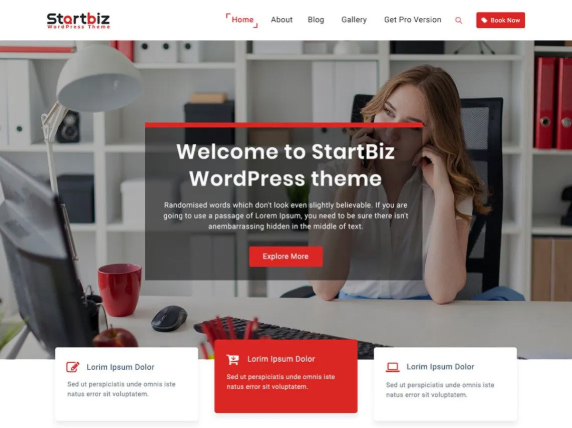 Startbiz
WordPress Theme
Home
About
Blog
Gallery
Get Pro Version
Book Now
Welcome to StartBiz
WordPress theme
Randomised words which don't look even slightly believable. If you are
going to use a passage of Lorem Ipsum, you need to be sure there isn't
anembarrassing hidden in the middle of text.
Explore More
Lorim Ipsum Dolor
Sed ut perspiciatis unde omnis iste
natus error sit voluptatem.
Lorim Ipsum Dolor
Sed ut perspiciatis unde omnis iste
natus error sit voluptatem.
Lorim Ipsum Dolor
Sed ut perspiciatis unde omnis iste
natus error sit voluptatem.